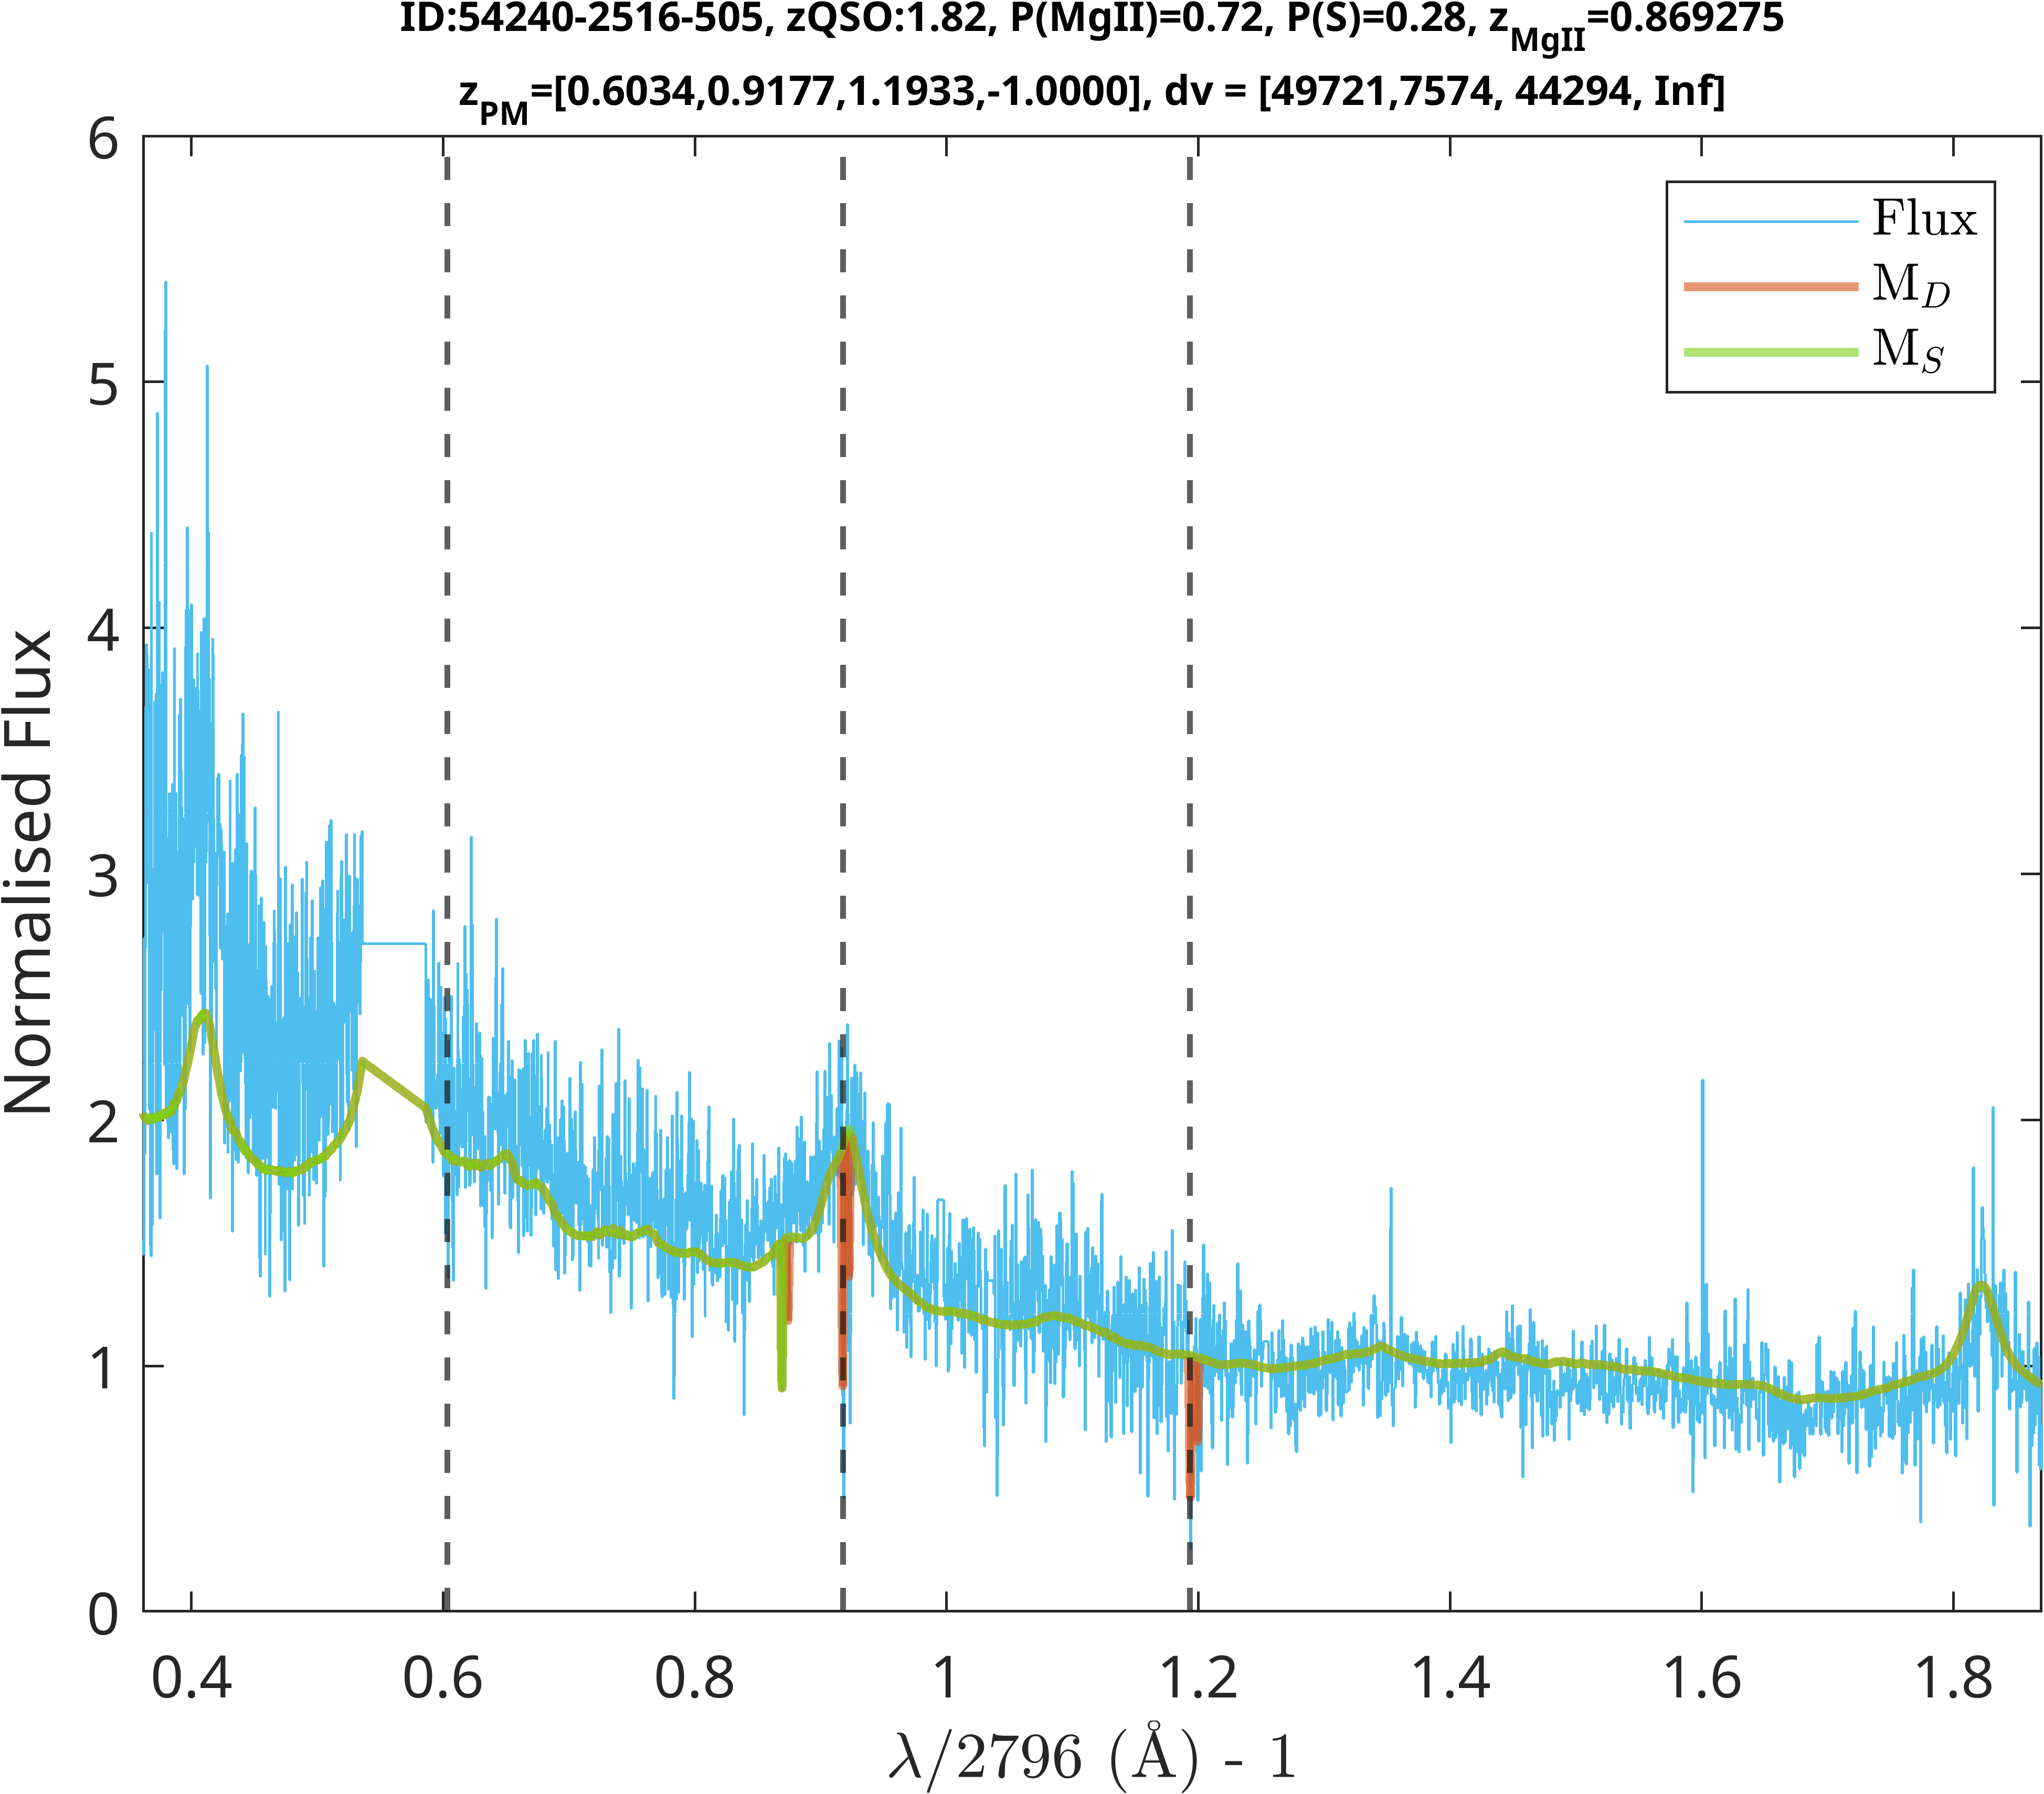 ID:54240-2516-505, zQSO:1.82, P(MgII)=0.72, P(S)=0.28, zMgII=0.869275
zPM=[0.6034,0.9177,1.1933,-1.0000], dv = [49721,7574, 44294, Inf]
6
5
4
3
2
1
0
Normalised Flux
Flux
MD
MS
0.4 0.6 0.8 1 1.2 1.4 1.6 1.8
λ/2796 (Å) - 1